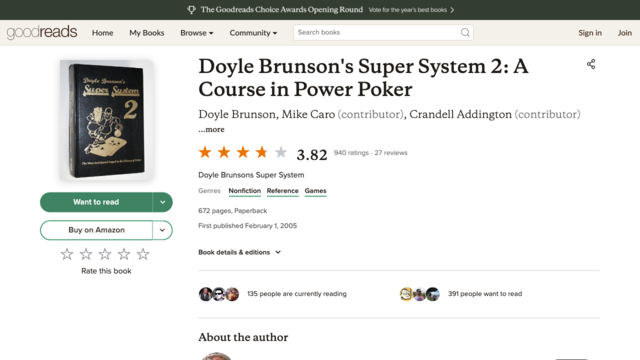 The Goodreads Choice Awards Opening Round Vote for the year's best books
goodreads Home My Books Browse Community Search books Sign in Join
Doyle Brunson's Super System 2: A
Course in Power Poker
Doyle Brunson, Mike Caro (contributor), Crandell Addington (contributor)
...more
3.82 940 ratings · 27 reviews
Doyle Brunsons Super System
Genres Nonfiction Reference Games
672 pages, Paperback
First published February 1, 2005
Book details & editions
135 people are currently reading
391 people want to read
About the author
Doyle Brunson's
Super System
2
Want to read
Buy on Amazon
Rate this book